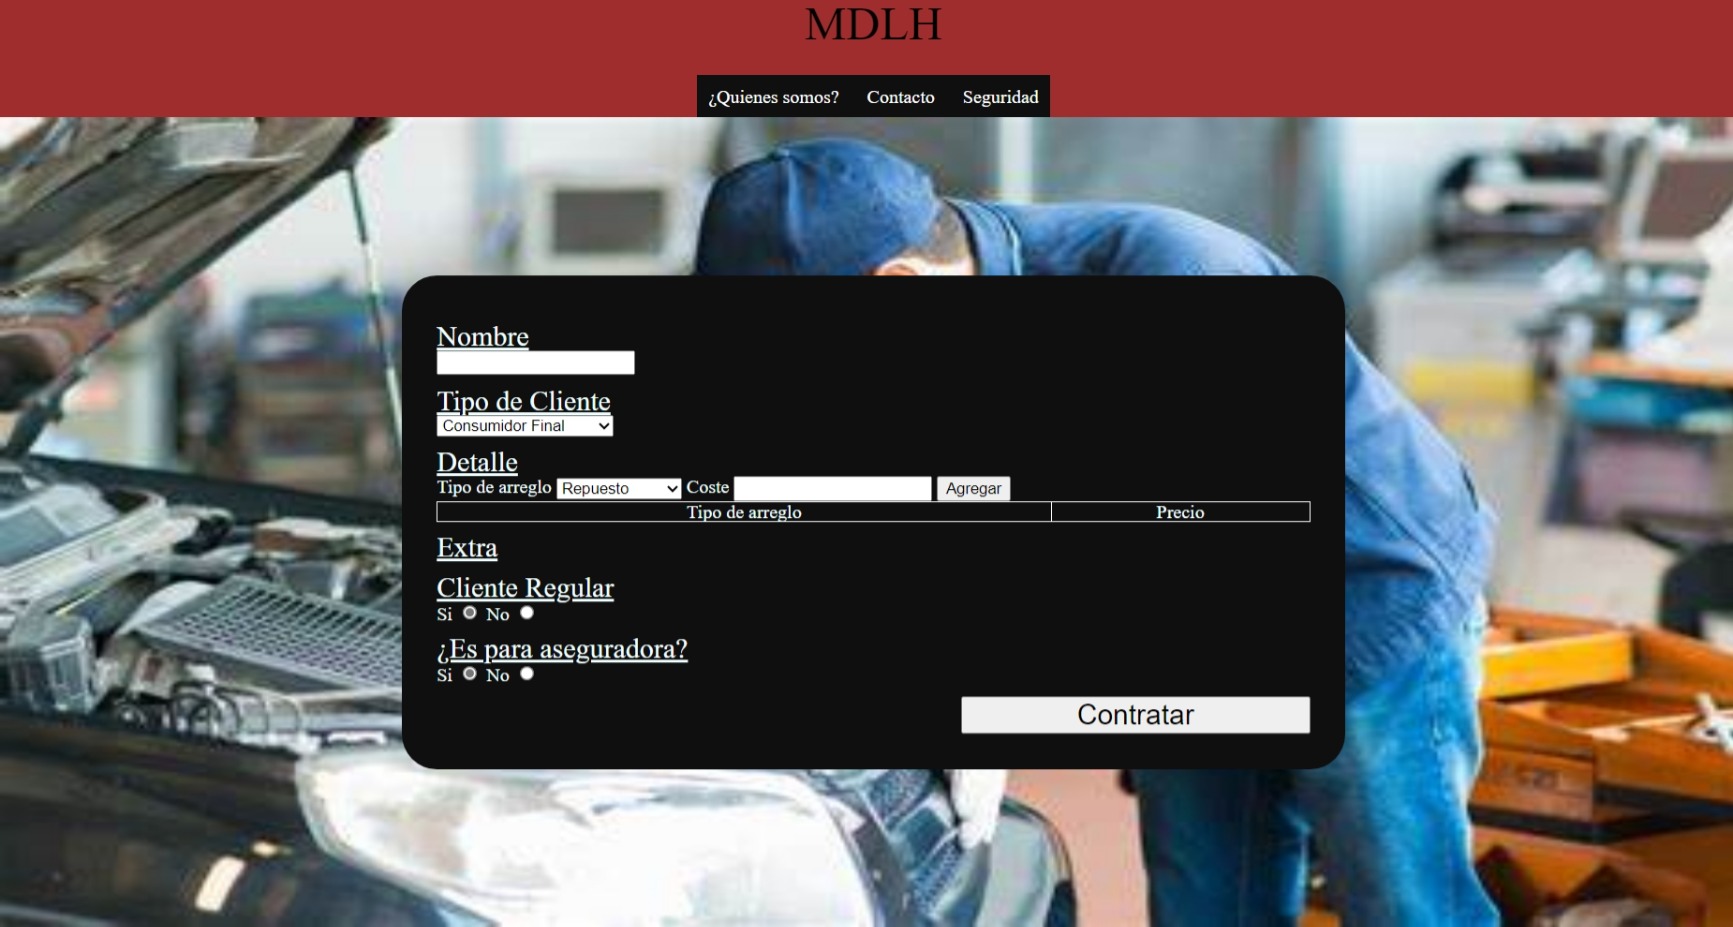 MDLH
¿Quienes somos? Contacto Seguridad
Nombre
Tipo de Cliente
Consumidor Final
Detalle
Tipo de arreglo Repuesto Coste Agregar
Tipo de arreglo Precio
Extra
Cliente Regular
Si No
¿Es para aseguradora?
Si No
Contratar